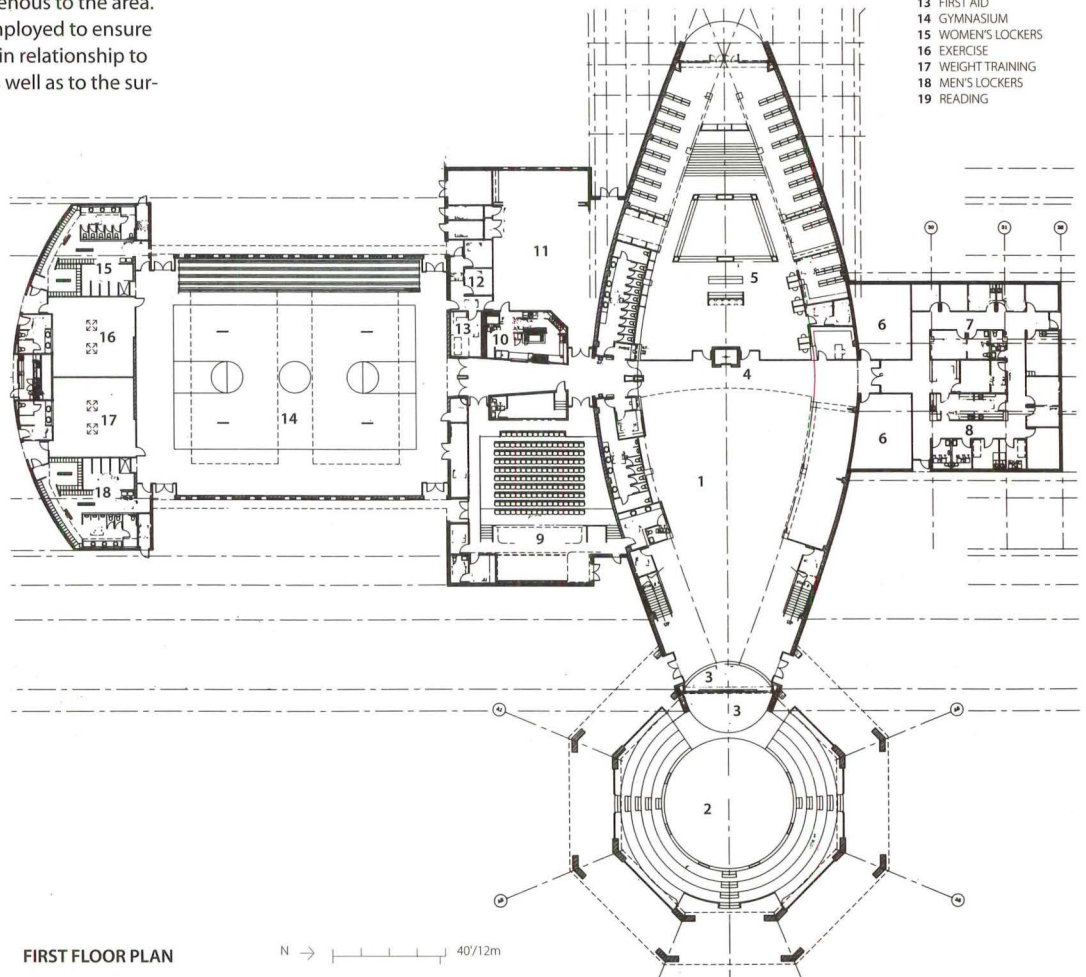 enous to the area.
mployed to ensure
in relationship to
s well as to the sur-
13 FIRST AID
14 GYMNASIUM
15 WOMEN'S LOCKERS
16 EXERCISE
17 WEIGHT TRAINING
18 MEN'S LOCKERS
19 READING
11
5
15
12
16
13
10
6
7
4
14
17
1
6
8
18
9
3
3
2
FIRST FLOOR PLAN
N
40'/12m